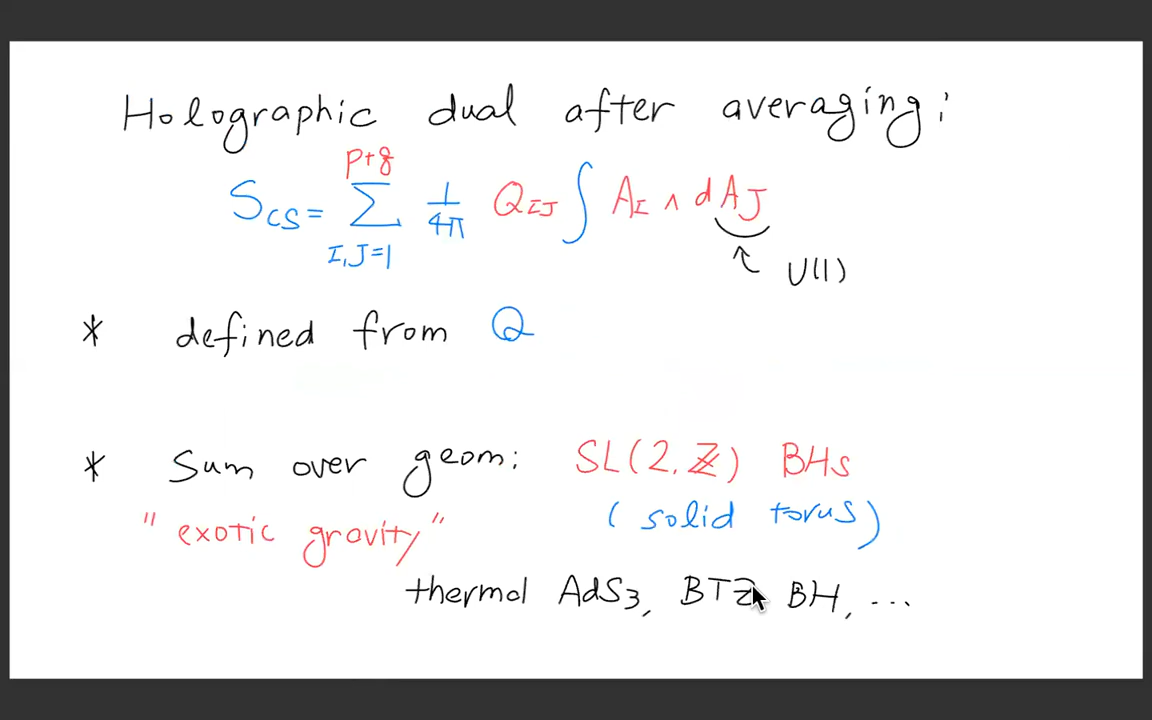 Holographic dual after averaging:
p+q
S_CS = Σ 1/4π Q_IJ ∫ A_I ∧ dA_J
I,J=1
U(1)
* defined from Q
* Sum over geom: SL(2,ℤ) BHs
"exotic gravity" (solid torus)
thermal AdS3, BTZ BH, ...